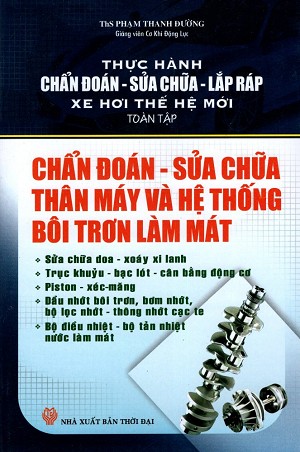 ThS PHẠM THANH ĐƯỜNG
Giảng viên Cơ Khí Động Lực
THỰC HÀNH
CHẨN ĐOÁN - SỬA CHỮA - LẮP RÁP
XE HƠI THẾ HỆ MỚI
TOÀN TẬP
CHẨN ĐOÁN - SỬA CHỮA
THÂN MÁY VÀ HỆ THỐNG
BÔI TRƠN LÀM MÁT
Sửa chữa doa - xoáy xi lanh
Trục khuỷu - bạc lót - cân bằng động cơ
Piston - xéc-măng
Dầu nhớt bôi trơn, bơm nhớt,
bộ lọc nhớt - thông nhớt cạc te
Bộ điều nhiệt - bộ tản nhiệt
nước làm mát
NHÀ XUẤT BẢN THỜI ĐẠI